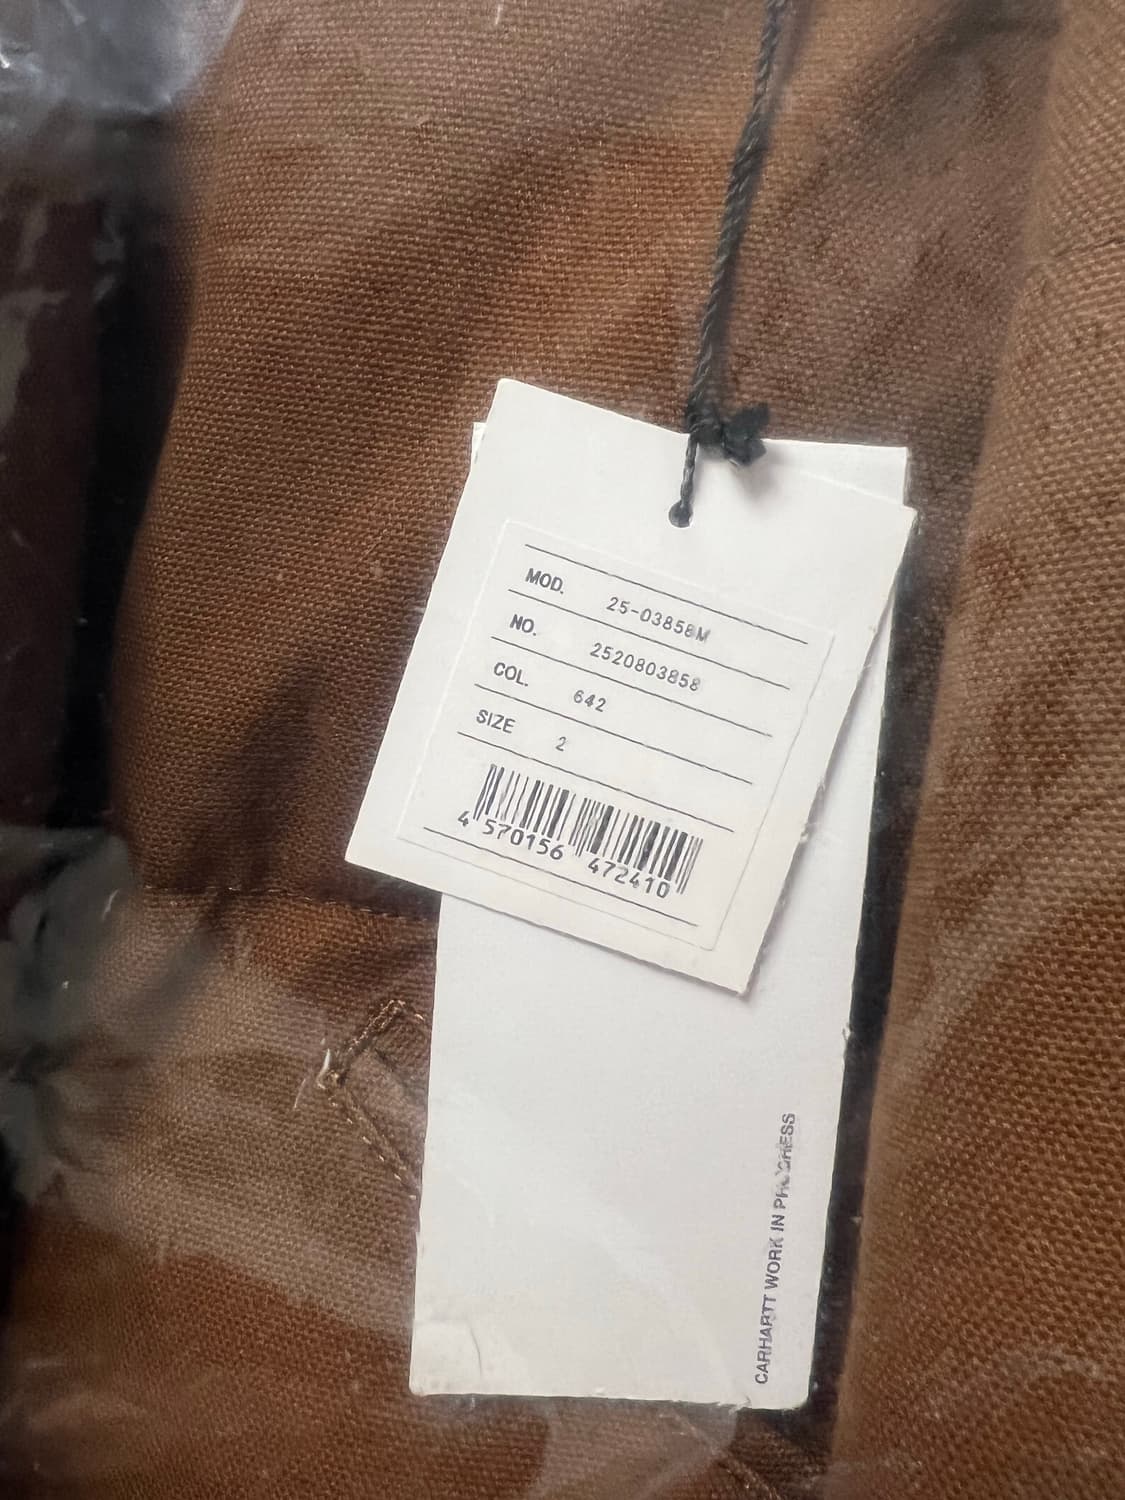 MOD. 25-03858M
NO. 2520803858
COL. 642
SIZE 2
4 570156 472410
CARHARTT WORK IN PROGRESS